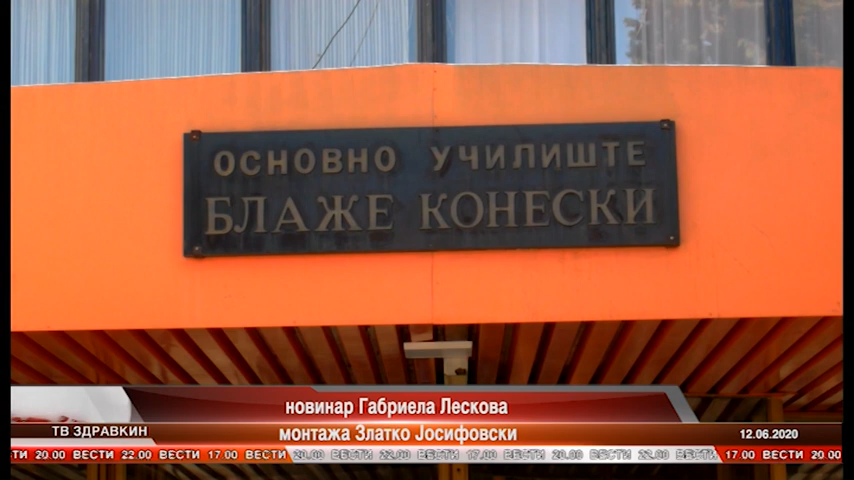 ОСНОВНО УЧИЛИШТЕ
БЛАЖЕ КОНЕСКИ
новинар Габриела Лескова
ТВ ЗДРАВКИН
монтажа Златко Јосифовски
12.06.2020
СТИ 20.00 ВЕСТИ 22.00 ВЕСТИ 17.00 ВЕСТИ 20.00 ВЕСТИ 22.00 ВЕСТИ 17.00 ВЕСТИ 20.00 ВЕСТИ 22.00 ВЕСТИ 17.00 ВЕСТИ 20.00 ВЕ